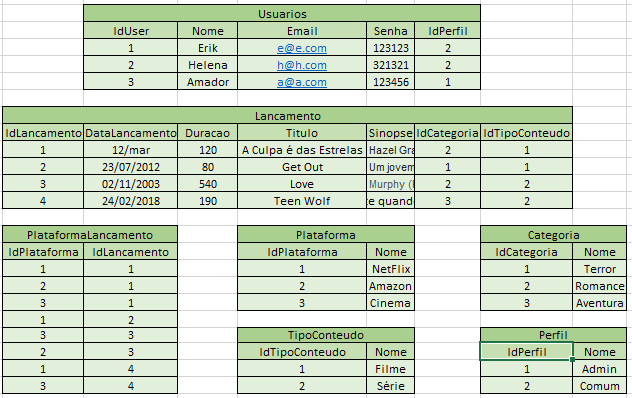 Usuarios
IdUser Nome Email Senha IdPerfil
1 Erik e@e.com 123123 2
2 Helena h@h.com 321321 2
3 Amador a@a.com 123456 1
Lancamento
IdLancamento DataLancamento Duracao Titulo Sinopse IdCategoria IdTipoConteudo
1 12/mar 120 A Culpa é das Estrelas Hazel Gra 2 1
2 23/07/2012 80 Get Out Um jovem 1 1
3 02/11/2003 540 Love Murphy ( 2 2
4 24/02/2018 190 Teen Wolf te quand 3 2
PlataformaLancamento Plataforma Categoria
IdPlataforma IdLancamento IdPlataforma Nome IdCategoria Nome
1 1 1 NetFlix 1 Terror
2 1 2 Amazon 2 Romance
3 1 3 Cinema 3 Aventura
1 2
3 3 TipoConteudo Perfil
2 3 IdTipoConteudo Nome IdPerfil Nome
1 4 1 Filme 1 Admin
3 4 2 Série 2 Comum